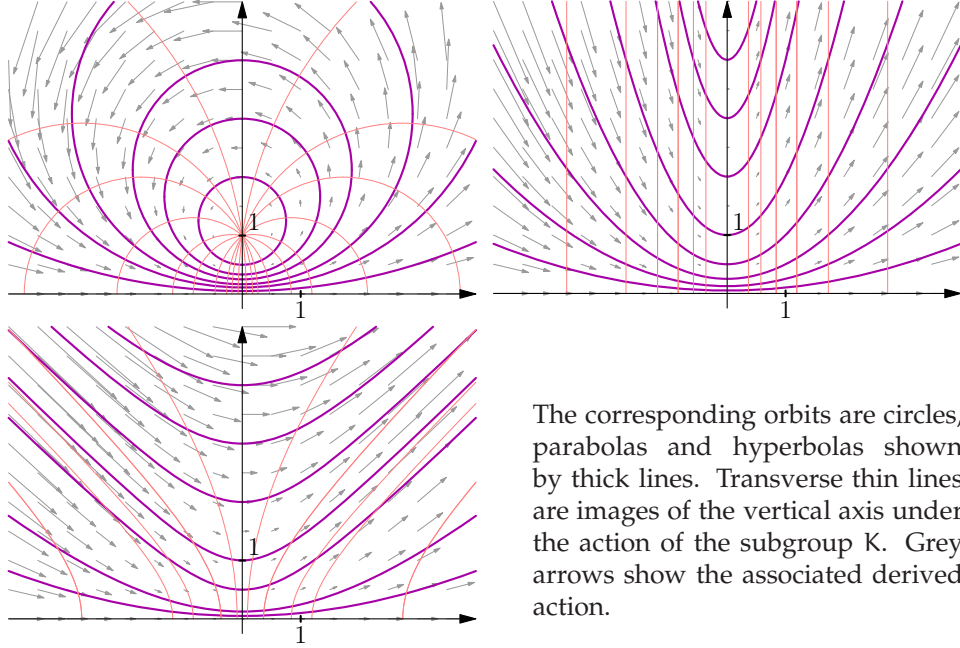 1
1
1
1
1
1
The corresponding orbits are circles,
parabolas and hyperbolas shown
by thick lines. Transverse thin lines
are images of the vertical axis under
the action of the subgroup K. Grey
arrows show the associated derived
action.